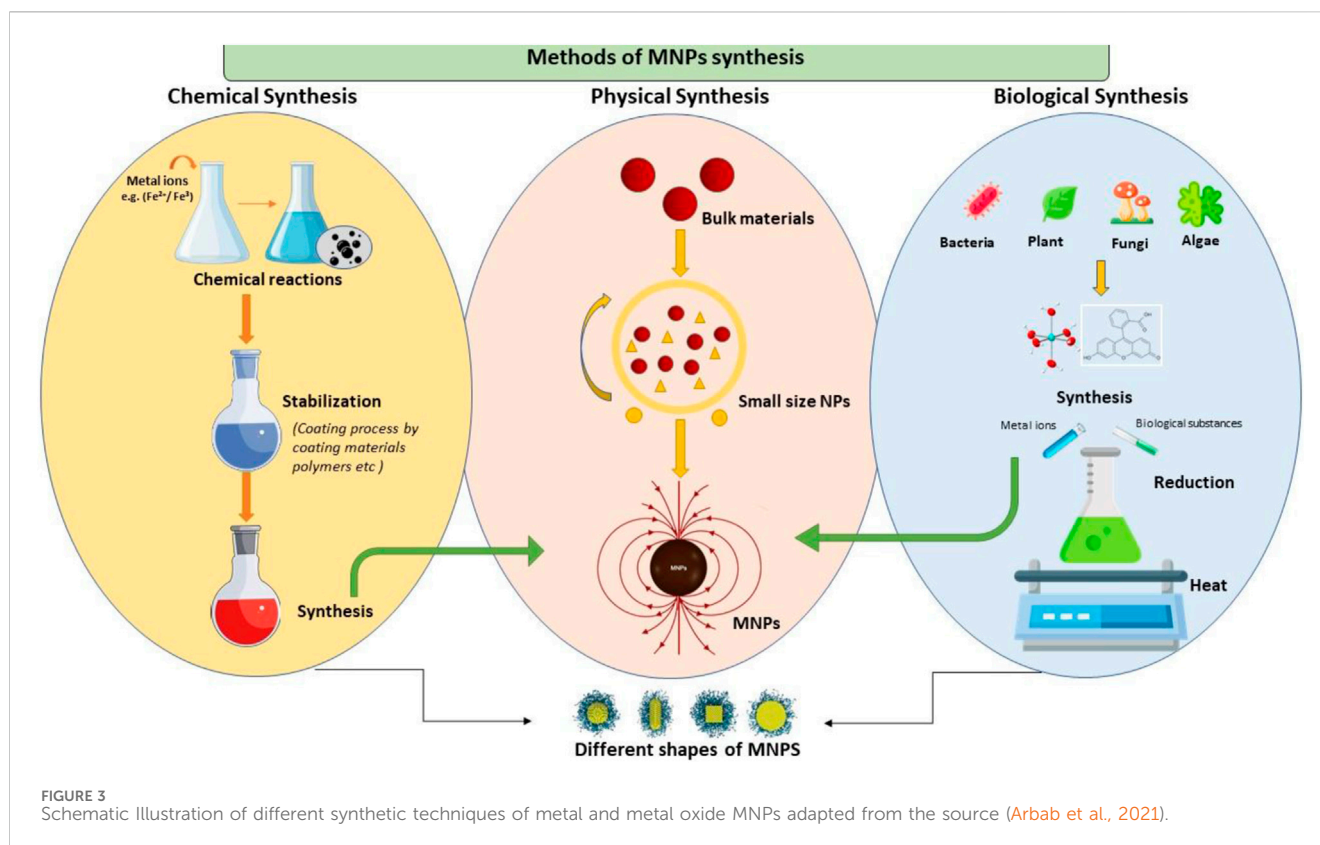 Methods of MNPs synthesis
Chemical Synthesis
Metal ions
e.g. (Fe²⁺/ Fe³)
Chemical reactions
Stabilization
(Coating process by
coating materials
polymers etc )
Synthesis
Physical Synthesis
Bulk materials
Small size NPs
MNPs
MNPs
Biological Synthesis
Bacteria
Plant
Fungi
Algae
OH
O
HO
O
O
Synthesis
Metal ions
Biological substances
Reduction
Heat
Different shapes of MNPS
FIGURE 3
Schematic Illustration of different synthetic techniques of metal and metal oxide MNPs adapted from the source (Arbab et al., 2021).